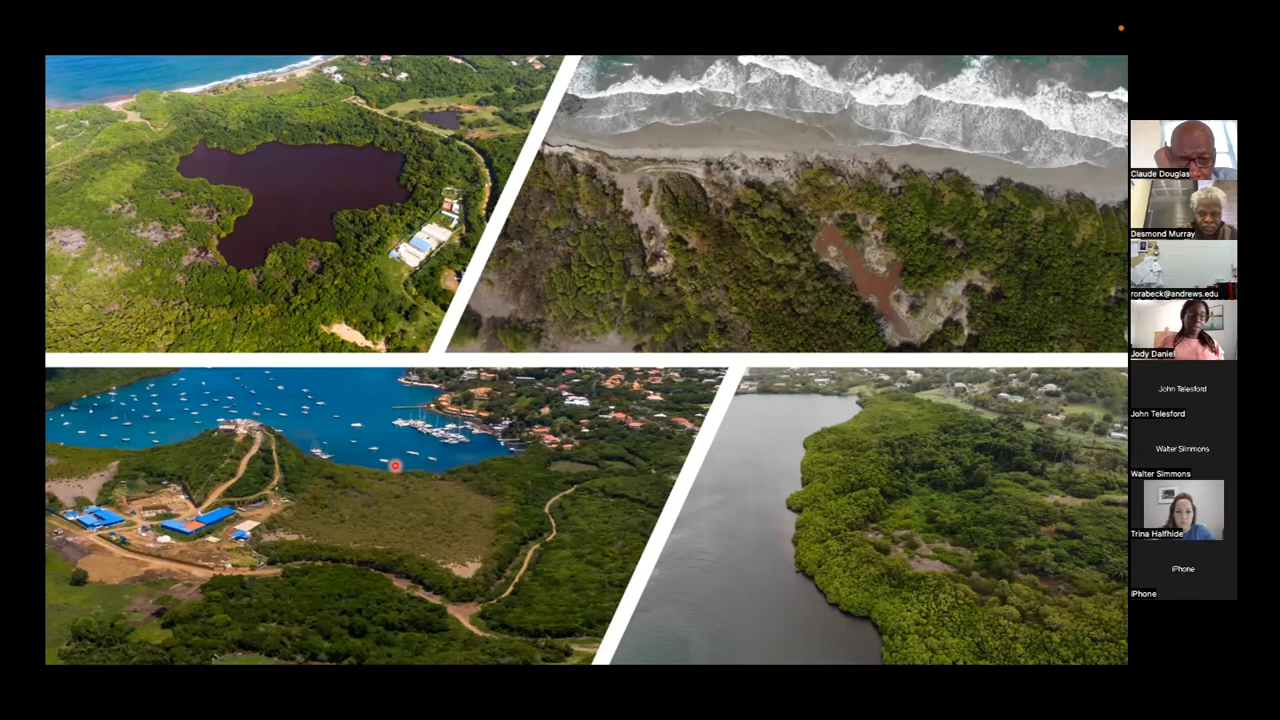 Claude Douglas
Desmond Murray
rorabeck@andrews.edu
Jody Daniel
John Telesford
John Telesford
Walter Simmons
Walter Simmons
Trina Halfhide
iPhone
iPhone